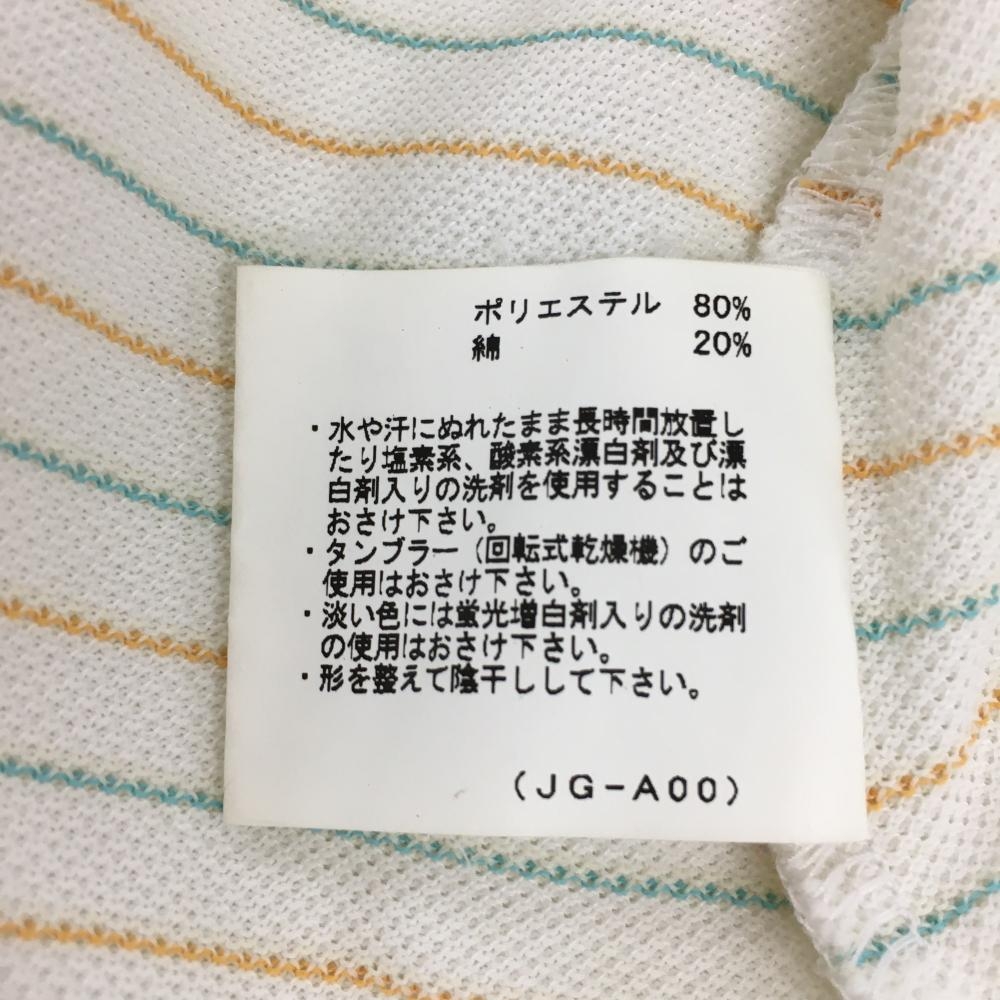 ポリエステル 80%
綿 20%
・水や汗にぬれたまま長時間放置し
たり塩素系、酸素系漂白剤及び漂
白剤入りの洗剤を使用することは
おさけ下さい。
・タンブラー（回転式乾燥機）のご
使用はおさけ下さい。
・淡い色には蛍光増白剤入りの洗剤
の使用はおさけ下さい。
・形を整えて陰干しして下さい。
（JG-A00）